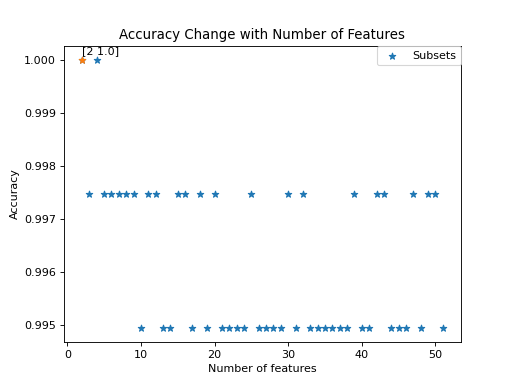 Accuracy Change with Number of Features
[2 1.0]
Subsets
1.000
0.999
0.998
0.997
0.996
0.995
Accuracy
0 10 20 30 40 50
Number of features